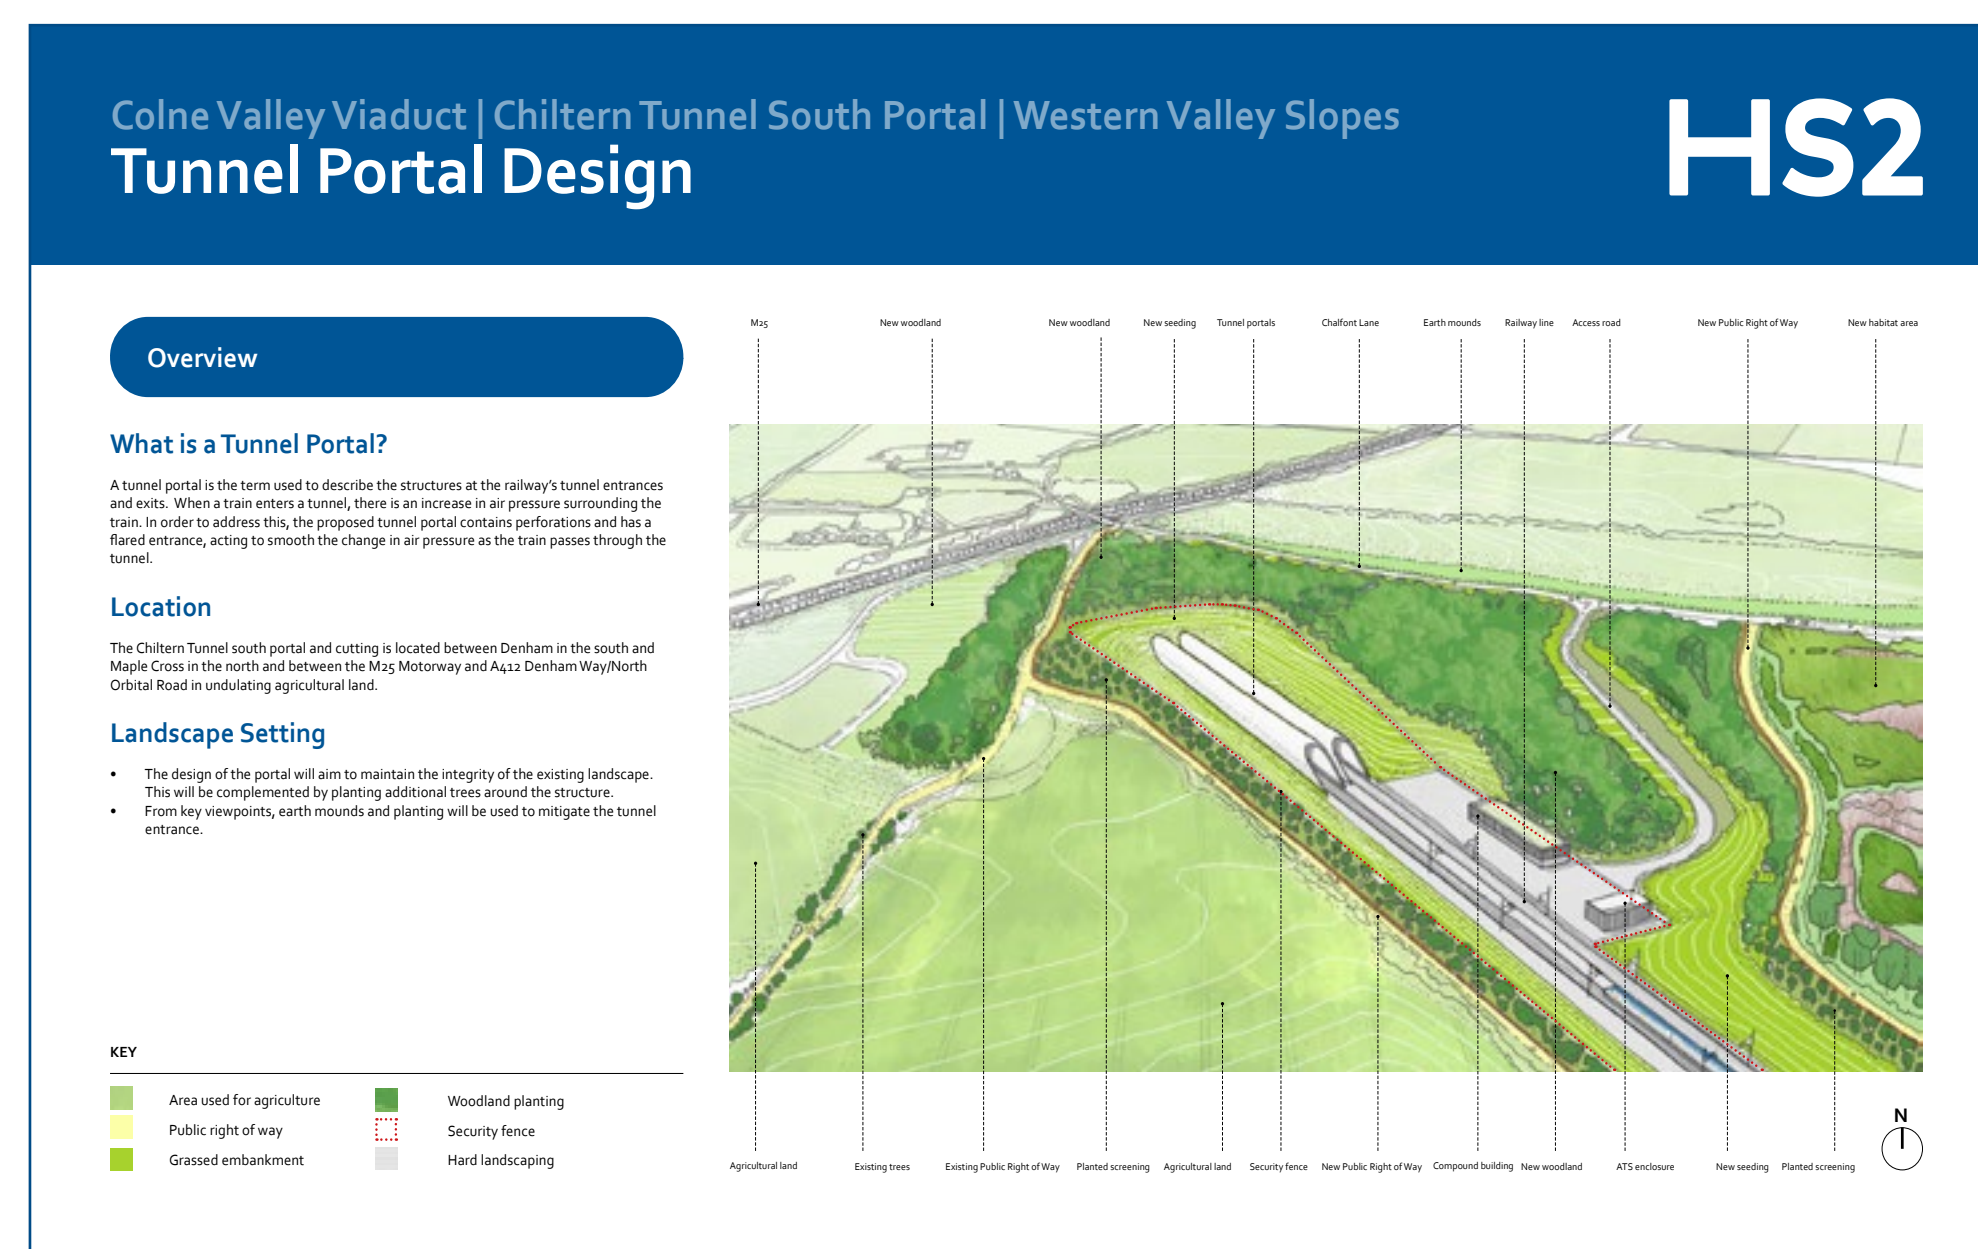 Colne Valley Viaduct | Chiltern Tunnel South Portal | Western Valley Slopes
Tunnel Portal Design
HS2
Overview
What is a Tunnel Portal?
A tunnel portal is the term used to describe the structures at the railway's tunnel entrances
and exits. When a train enters a tunnel, there is an increase in air pressure surrounding the
train. In order to address this, the proposed tunnel portal contains perforations and has a
flared entrance, acting to smooth the change in air pressure as the train passes through the
tunnel.
Location
The Chiltern Tunnel south portal and cutting is located between Denham in the south and
Maple Cross in the north and between the M25 Motorway and A412 Denham Way/North
Orbital Road in undulating agricultural land.
Landscape Setting
• The design of the portal will aim to maintain the integrity of the existing landscape.
This will be complemented by planting additional trees around the structure.
• From key viewpoints, earth mounds and planting will be used to mitigate the tunnel
entrance.
KEY
Area used for agriculture
Public right of way
Grassed embankment
Woodland planting
Security fence
Hard landscaping
M25 New woodland New woodland New seeding Tunnel portals Chalfont Lane Earth mounds Railway line Access road New Public Right of Way New habitat area
Agricultural land Existing trees Existing Public Right of Way Planted screening Agricultural land Security fence New Public Right of Way Compound building New woodland ATS enclosure New seeding Planted screening
N